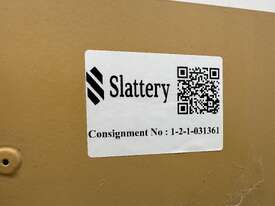 Slattery
Consignment No : 1-2-1-031361